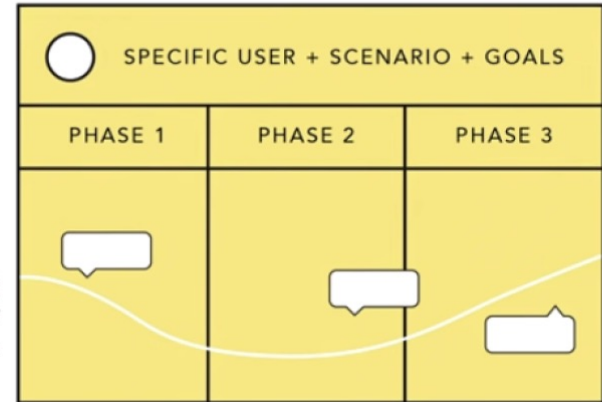 SPECIFIC USER + SCENARIO + GOALS
PHASE 1 PHASE 2 PHASE 3